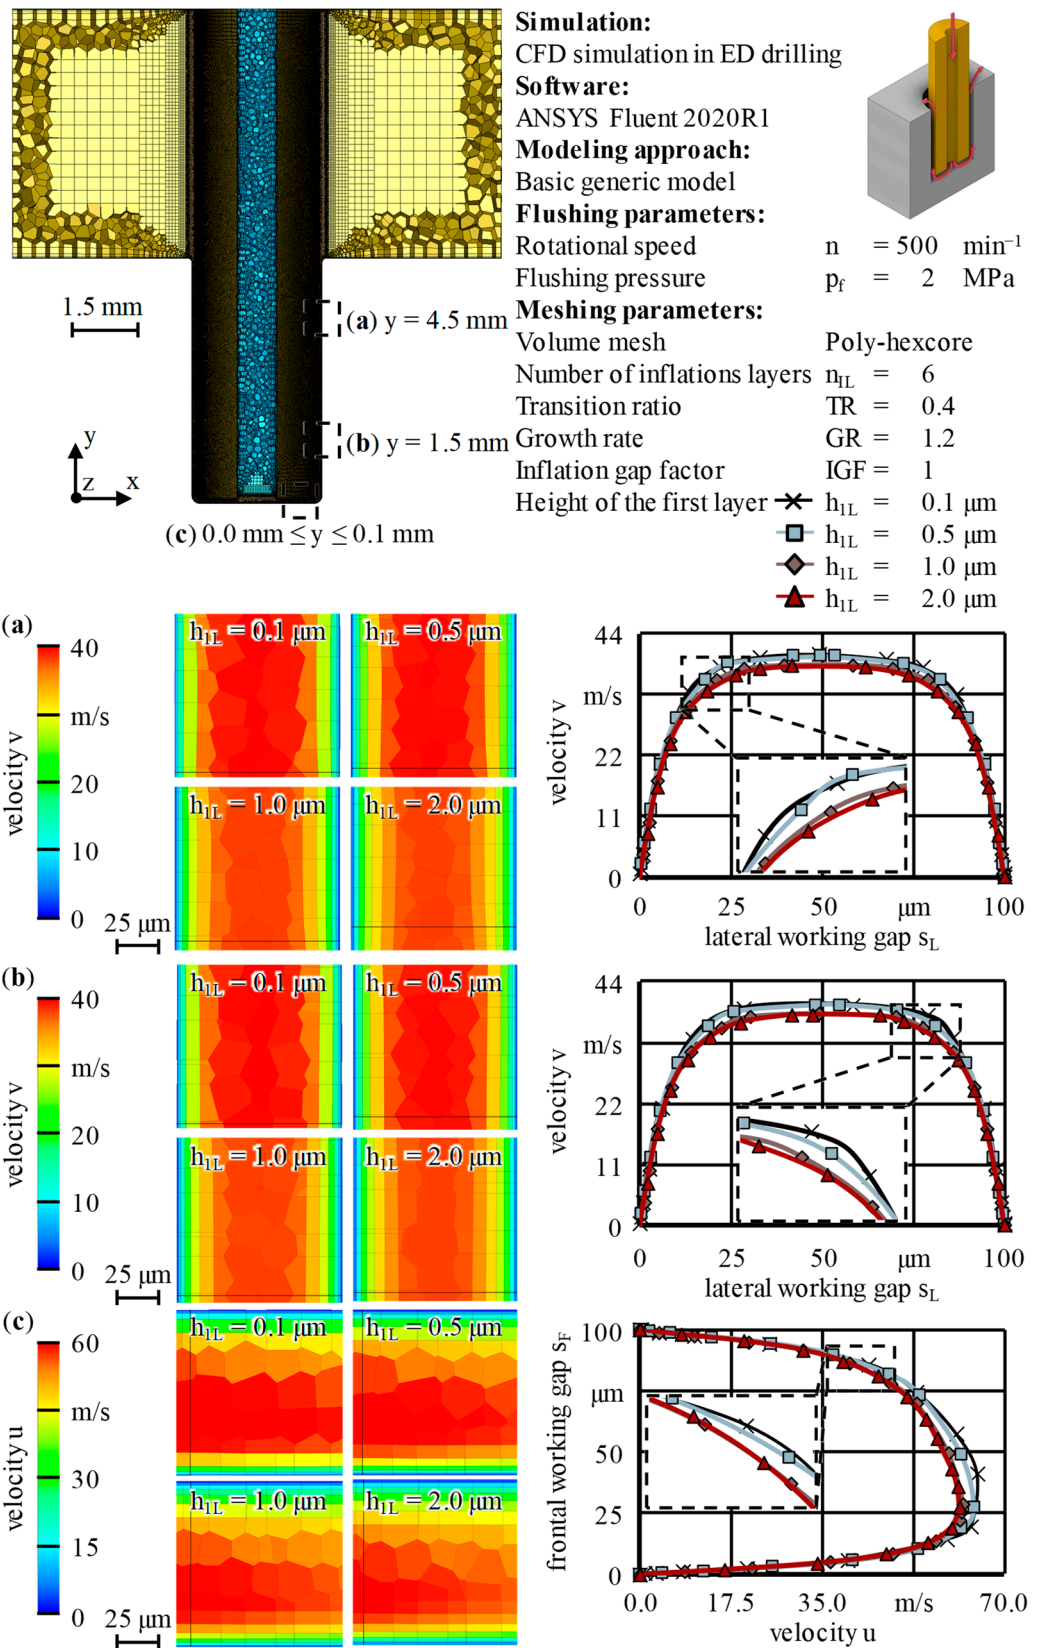 Simulation:
CFD simulation in ED drilling
Software:
ANSYS Fluent 2020R1
Modeling approach:
Basic generic model
Flushing parameters:
Rotational speed n = 500 min⁻¹
Flushing pressure p_f = 2 MPa
Meshing parameters:
Volume mesh Poly-hexcore
Number of inflations layers n_IL = 6
Transition ratio TR = 0.4
Growth rate GR = 1.2
Inflation gap factor IGF = 1
Height of the first layer h_1L = 0.1 μm
h_1L = 0.5 μm
h_1L = 1.0 μm
h_1L = 2.0 μm
1.5 mm
(a) y = 4.5 mm
(b) y = 1.5 mm
y
z x
(c) 0.0 mm ≤ y ≤ 0.1 mm
(a)
velocity v
40
m/s
20
10
0
25 μm
h_1L = 0.1 μm
h_1L = 0.5 μm
h_1L = 1.0 μm
h_1L = 2.0 μm
velocity v
44
m/s
22
11
0
0 25 50 μm 100
lateral working gap s_L
(b)
velocity v
40
m/s
20
10
0
25 μm
h_1L = 0.1 μm
h_1L = 0.5 μm
h_1L = 1.0 μm
h_1L = 2.0 μm
velocity v
44
m/s
22
11
0
0 25 50 μm 100
lateral working gap s_L
(c)
velocity u
60
m/s
30
15
0
25 μm
h_1L = 0.1 μm
h_1L = 0.5 μm
h_1L = 1.0 μm
h_1L = 2.0 μm
frontal working gap s_F
100
μm
50
25
0
0 17.5 35.0 m/s 70.0
velocity u